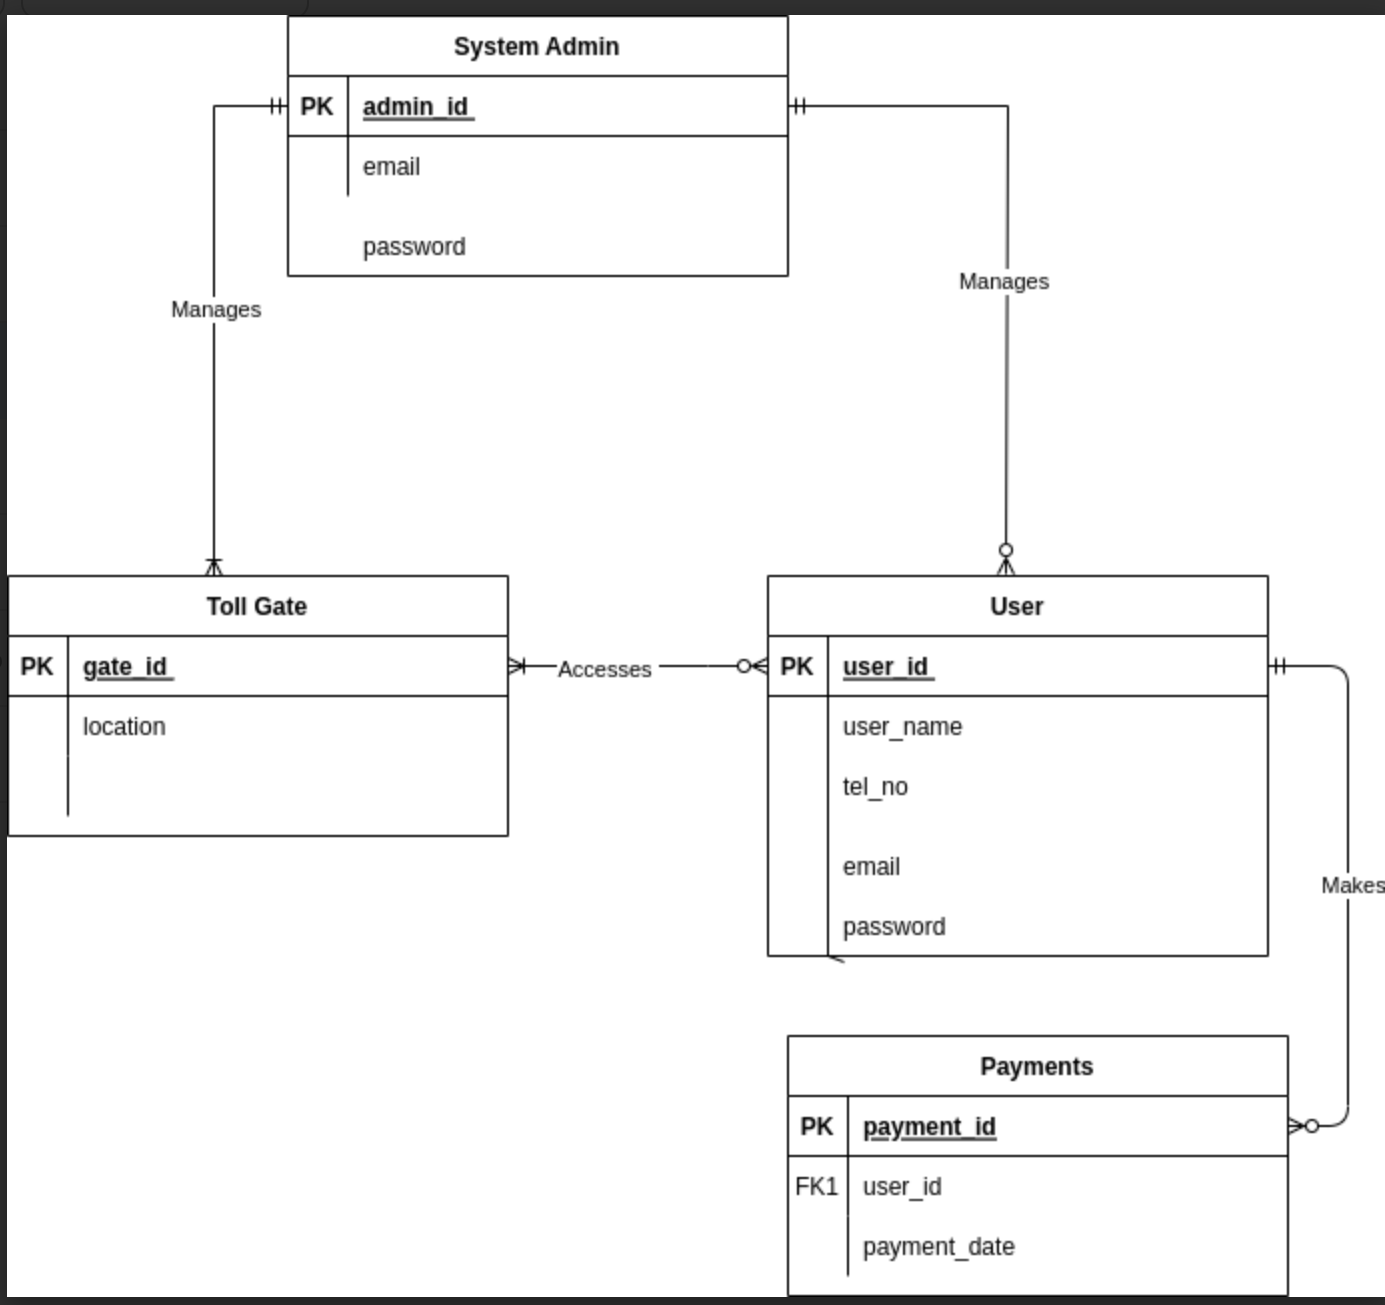 System Admin
PK admin_id
email
password
Manages
Manages
Toll Gate
PK gate_id
location
Accesses
User
PK user_id
user_name
tel_no
email
password
Makes
Payments
PK payment_id
FK1 user_id
payment_date